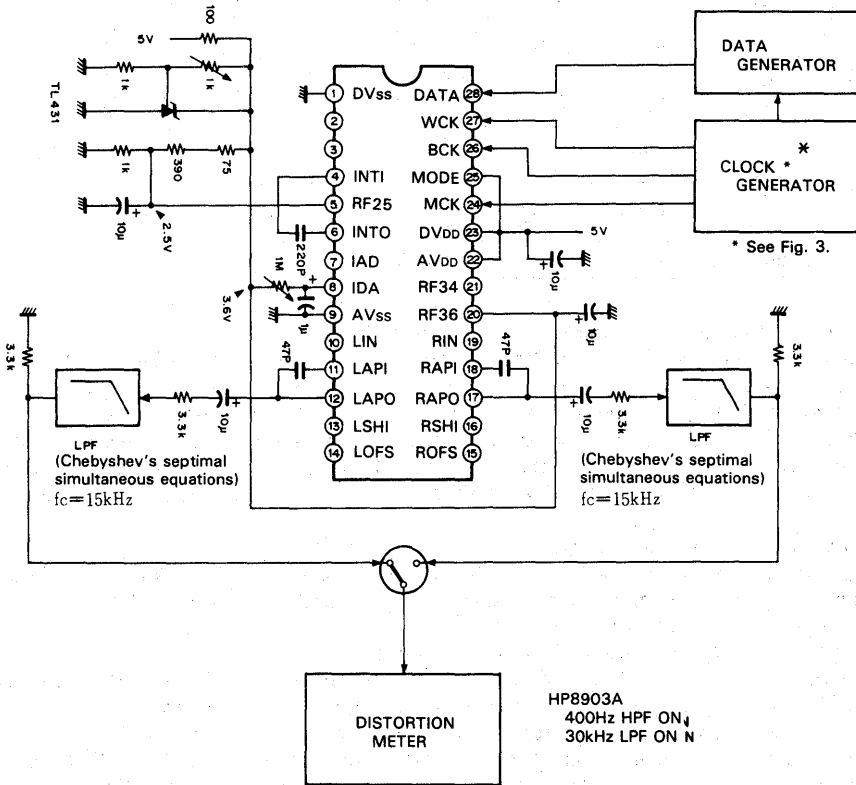 100
5V
1k
1k
TL431
1k
390
75
10μ
+
2.5V
1 DVSS
2
3
4 INTI
5 RF25
6 INTO
7 IAD
8 IDA
9 AVSS
10 LIN
11 LAPI
12 LAPO
13 LSHI
14 LOFS
DATA 28
WCK 27
BCK 26
MODE 25
MCK 24
DVDD 23
AVDD 22
RF34 21
RF36 20
RIN 19
RAPI 18
RAPO 17
RSHI 16
ROFS 15
220P
1M
+
1μ
3.6V
47P
+
10μ
3.3k
3.3k
LPF
(Chebyshev's septimal
simultaneous equations)
fc=15kHz
DATA
GENERATOR
*
CLOCK *
GENERATOR
* See Fig. 3.
5V
+
10μ
+
10μ
47P
+
10μ
3.3k
3.3k
LPF
(Chebyshev's septimal
simultaneous equations)
fc=15kHz
DISTORTION
METER
HP8903A
400Hz HPF ON
30kHz LPF ON N